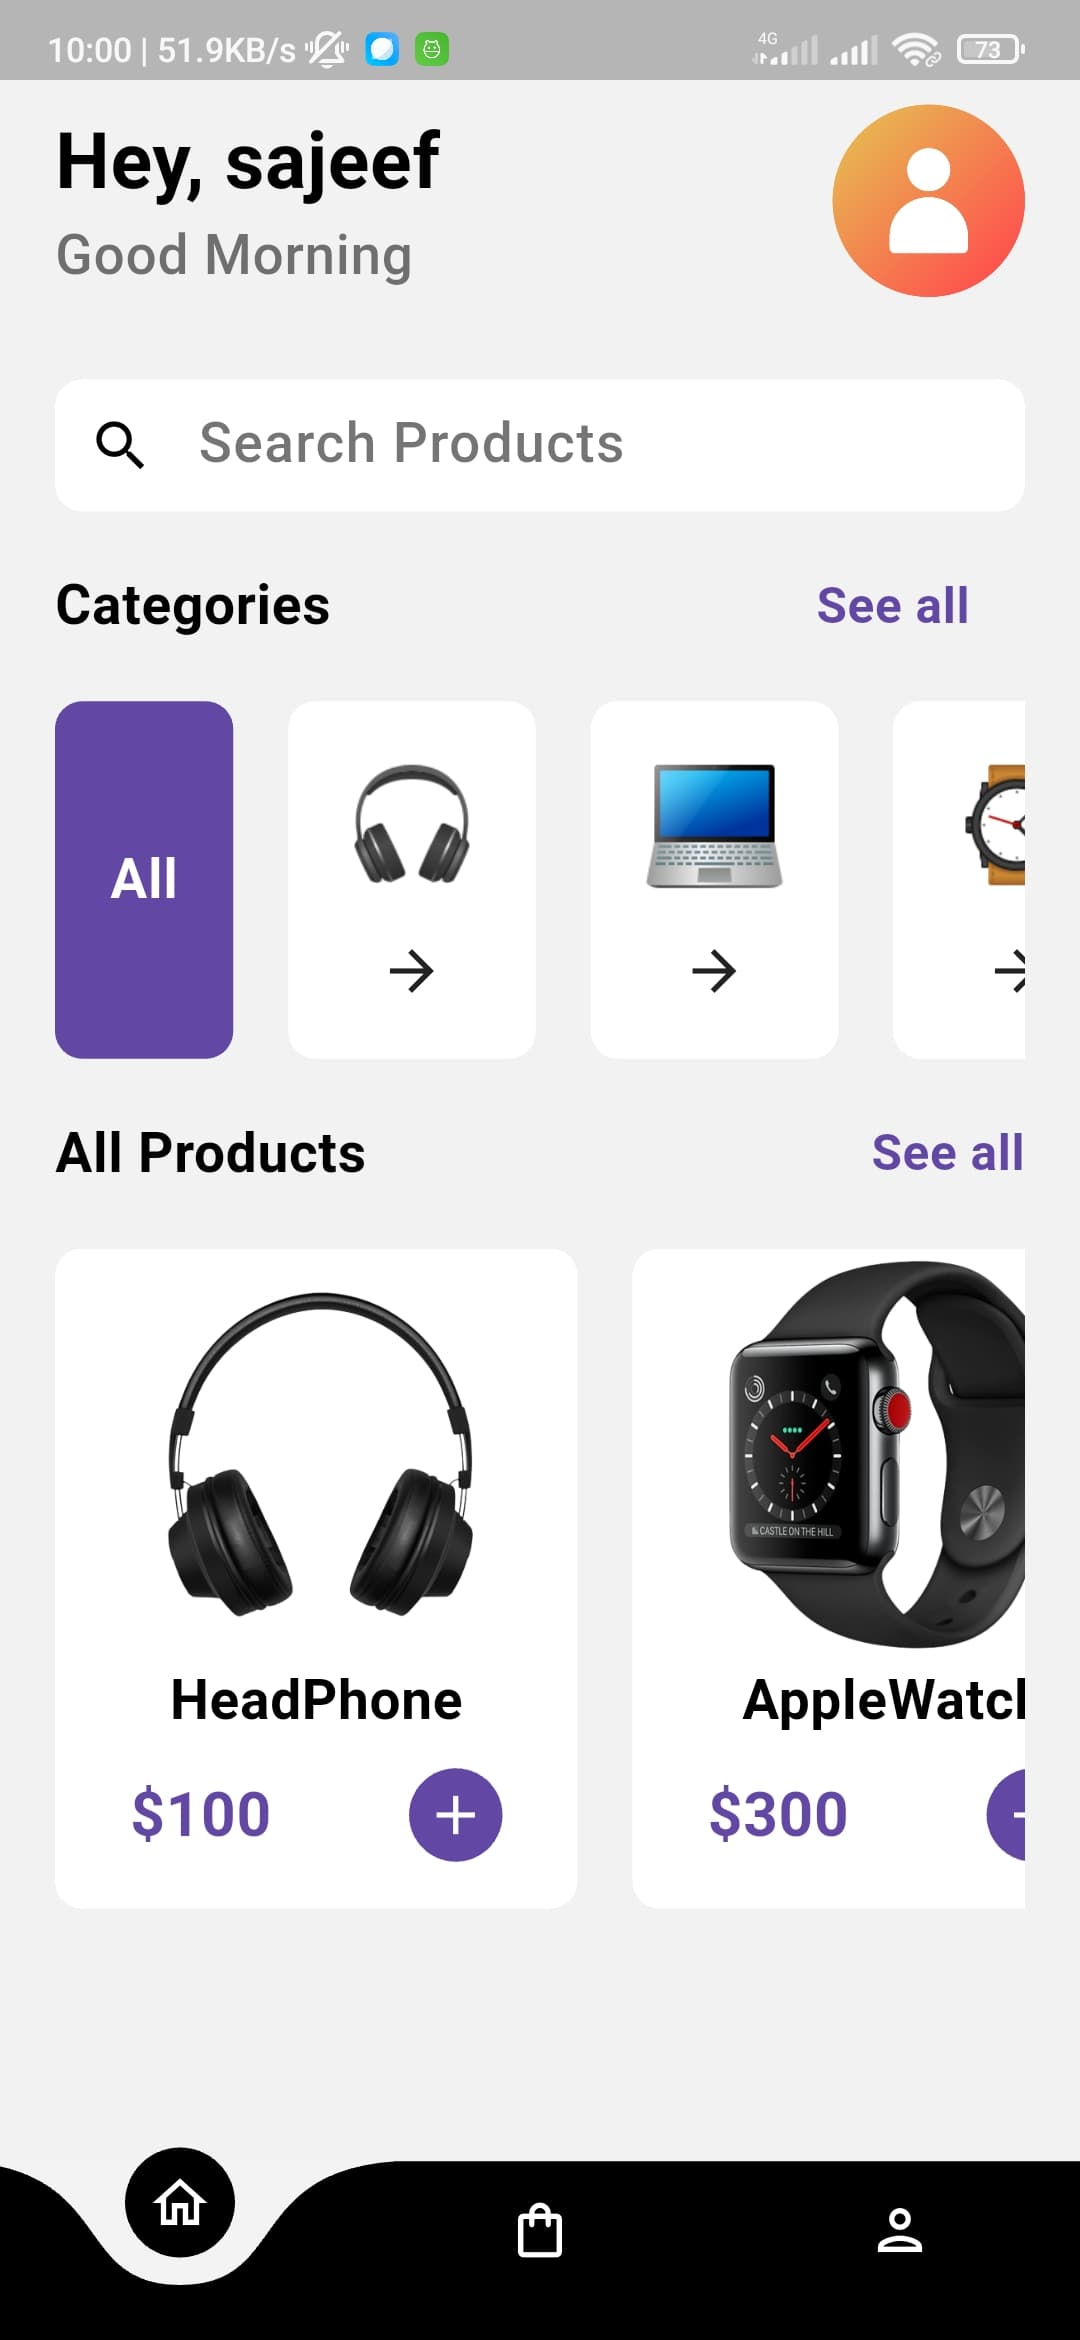 10:00 | 51.9KB/s
4G
73
Hey, sajeef
Good Morning
Search Products
Categories
See all
All
All Products
See all
CASTLE ON THE HILL
HeadPhone
AppleWatc
$100
$300